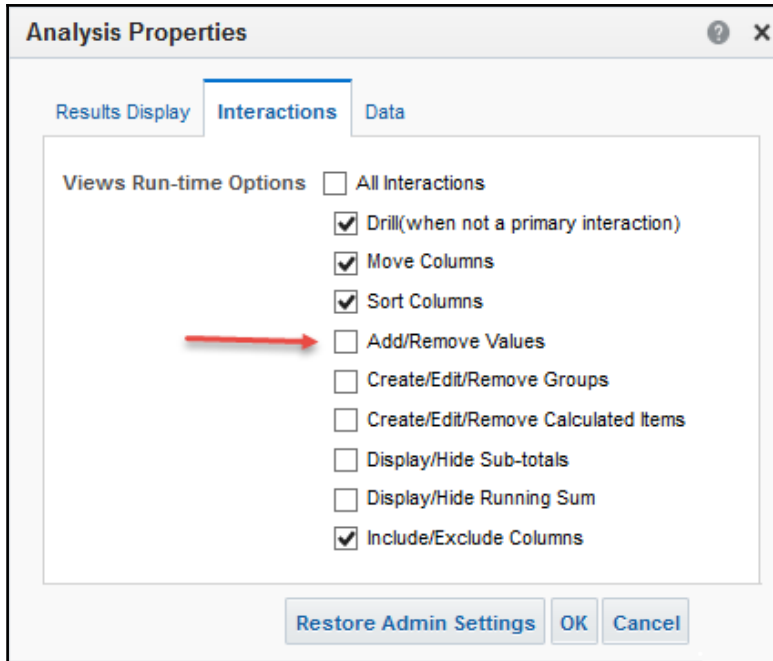 Analysis Properties
Results Display Interactions Data
Views Run-time Options All Interactions
Drill(when not a primary interaction)
Move Columns
Sort Columns
Add/Remove Values
Create/Edit/Remove Groups
Create/Edit/Remove Calculated Items
Display/Hide Sub-totals
Display/Hide Running Sum
Include/Exclude Columns
Restore Admin Settings OK Cancel